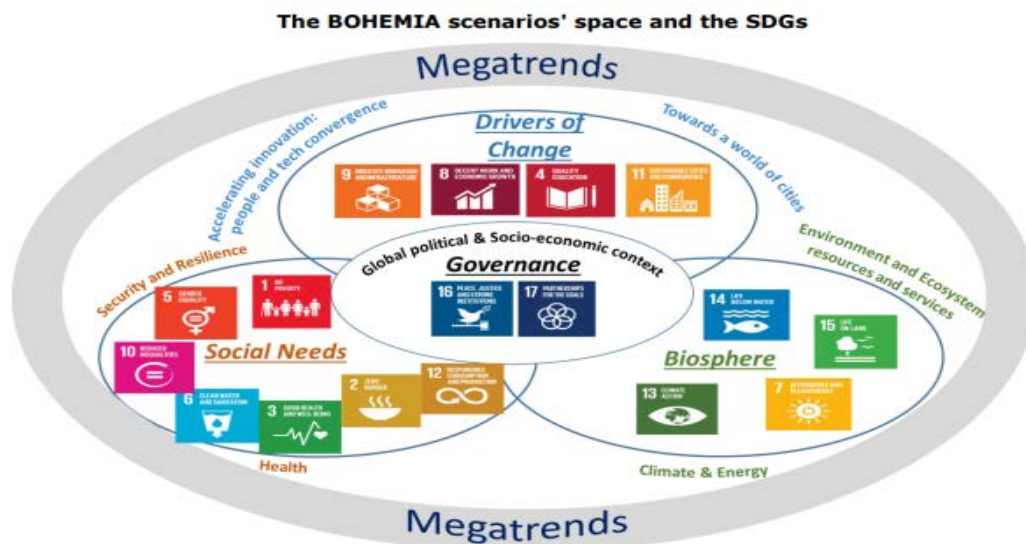 The BOHEMIA scenarios' space and the SDGs
Megatrends
Accelerating innovation:
people and tech convergence
Drivers of
Change
Towards a world of cities
9 INDUSTRY, INNOVATION
AND INFRASTRUCTURE
8 DECENT WORK AND
ECONOMIC GROWTH
4 QUALITY
EDUCATION
11 SUSTAINABLE CITIES
AND COMMUNITIES
Global political & Socio-economic context
Governance
16 PEACE, JUSTICE
AND STRONG
INSTITUTIONS
17 PARTNERSHIPS
FOR THE GOALS
Security and Resilience
5 GENDER
EQUALITY
1 NO
POVERTY
10 REDUCED
INEQUALITIES
Social Needs
6 CLEAN WATER
AND SANITATION
3 GOOD HEALTH
AND WELL-BEING
2 ZERO
HUNGER
12 RESPONSIBLE
CONSUMPTION
AND PRODUCTION
Health
Environment and Ecosystem
resources and services
14 LIFE
BELOW WATER
15 LIFE
ON LAND
Biosphere
13 CLIMATE
ACTION
7 AFFORDABLE AND
CLEAN ENERGY
Climate & Energy
Megatrends